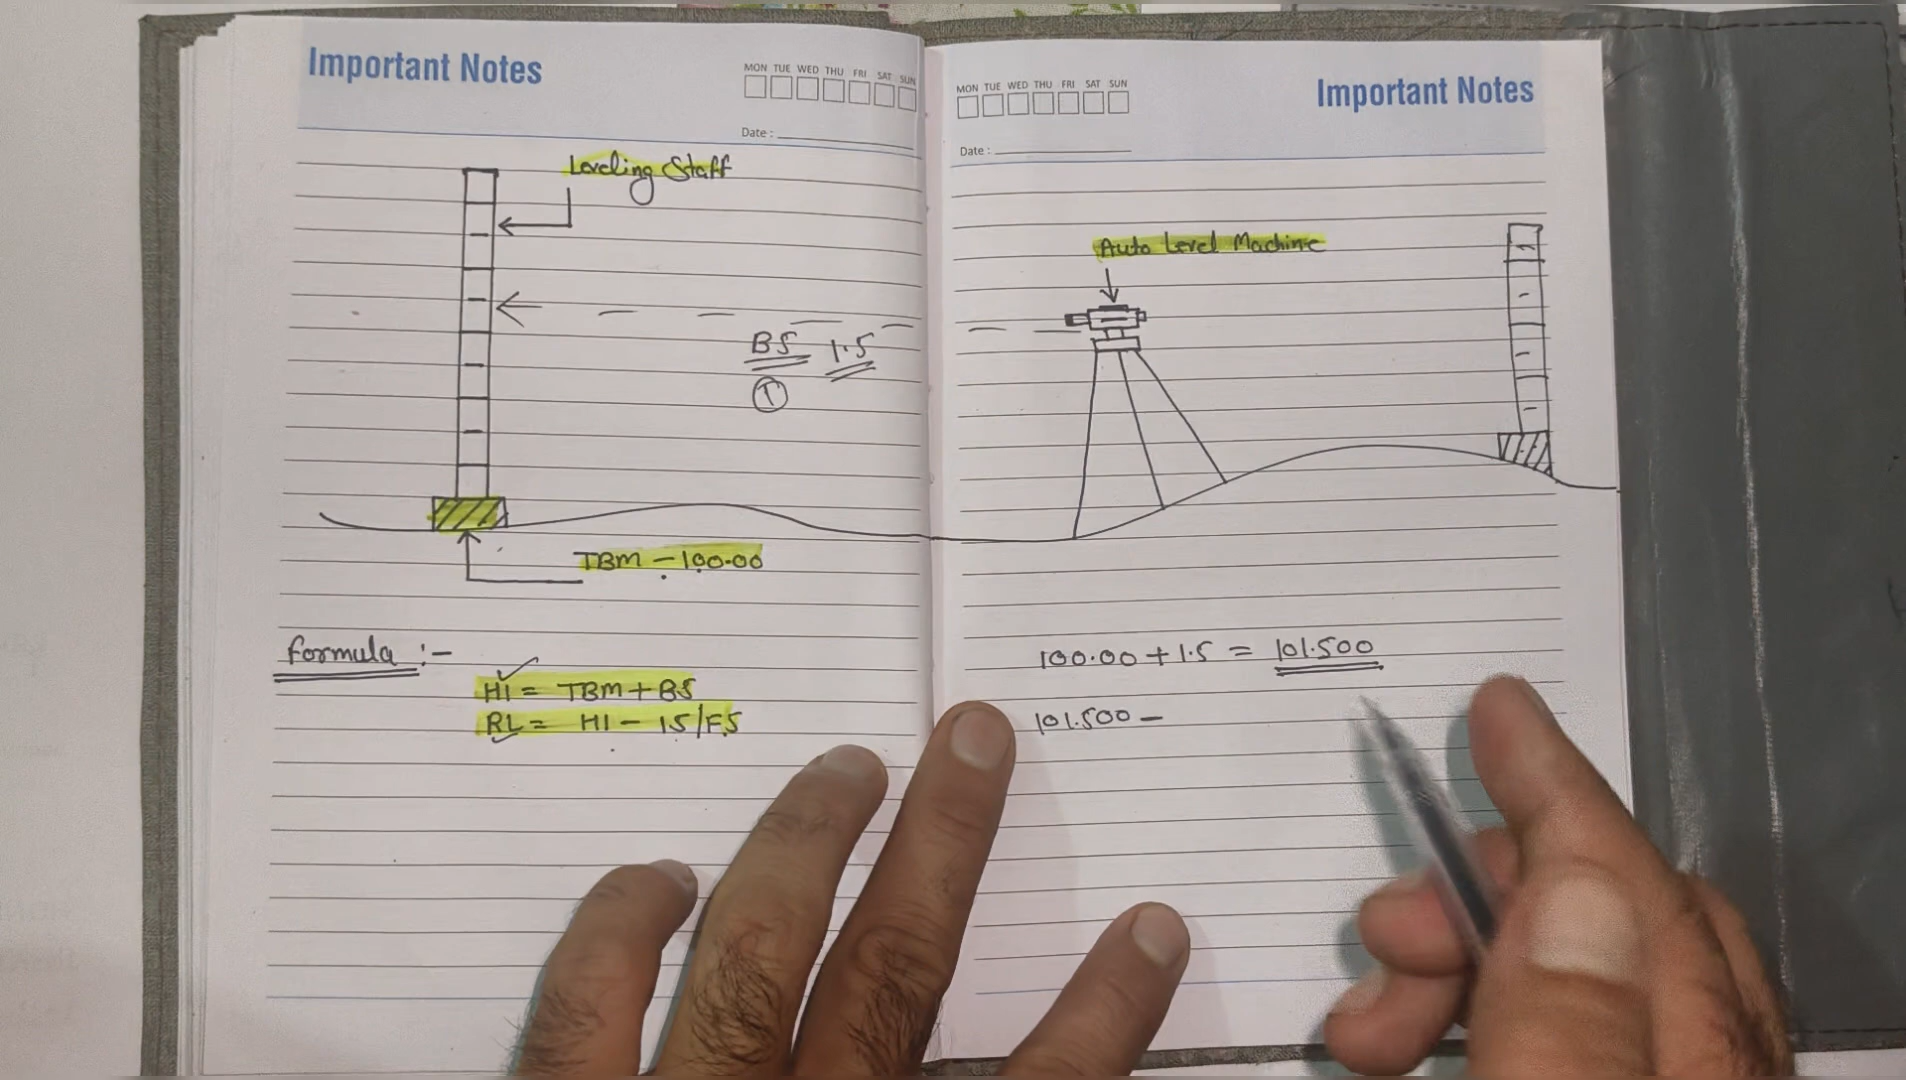 Important Notes
MON TUE WED THU FRI SAT SUN
Date :
Leveling Staff
BS 1.5
1
TBM - 100.00
Formula :-
HI = TBM + BS
RL = HI - IS/FS
Important Notes
MON TUE WED THU FRI SAT SUN
Date :
Auto Level Machine
100.00 + 1.5 = 101.500
101.500 -